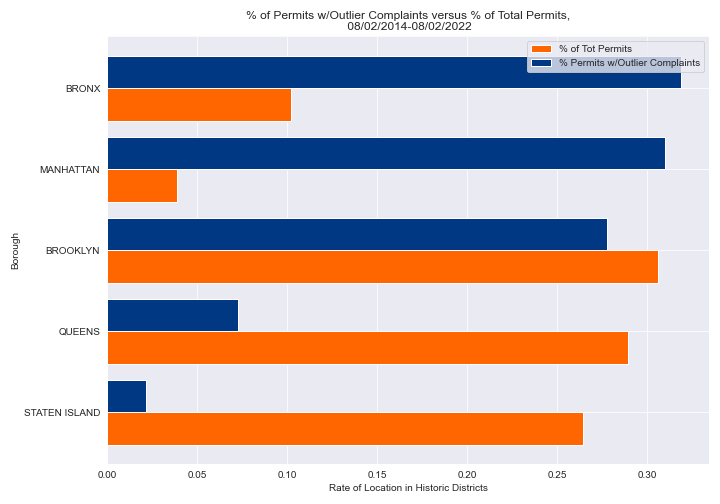 % of Permits w/Outlier Complaints versus % of Total Permits,
08/02/2014-08/02/2022
% of Tot Permits
% Permits w/Outlier Complaints
BRONX
MANHATTAN
BROOKLYN
QUEENS
STATEN ISLAND
Borough
0.00 0.05 0.10 0.15 0.20 0.25 0.30
Rate of Location in Historic Districts